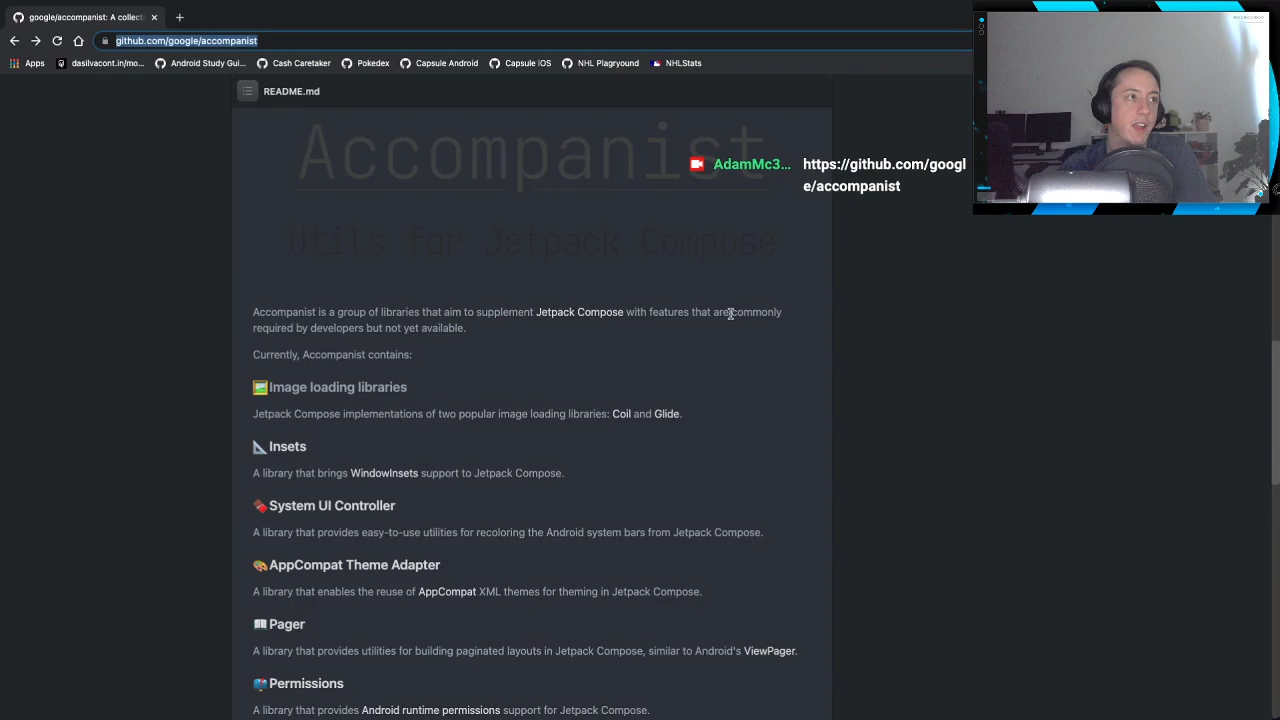 google/accompanist: A collect
github.com/google/accompanist
Apps
dasilvacont.in/mo...
Android Study Gui...
Cash Caretaker
Pokedex
Capsule Android
Capsule iOS
NHL Plagryound
NHLStats
README.md
Accompanist
Utils for Jetpack Compose
AdamMc3...
https://github.com/googl
e/accompanist
Accompanist is a group of libraries that aim to supplement Jetpack Compose with features that are commonly
required by developers but not yet available.
Currently, Accompanist contains:
Image loading libraries
Jetpack Compose implementations of two popular image loading libraries: Coil and Glide.
Insets
A library that brings WindowInsets support to Jetpack Compose.
System UI Controller
A library that provides easy-to-use utilities for recoloring the Android system bars from Jetpack Compose.
AppCompat Theme Adapter
A library that enables the reuse of AppCompat XML themes for theming in Jetpack Compose.
Pager
A library that provides utilities for building paginated layouts in Jetpack Compose, similar to Android's ViewPager.
Permissions
A library that provides Android runtime permissions support for Jetpack Compose.